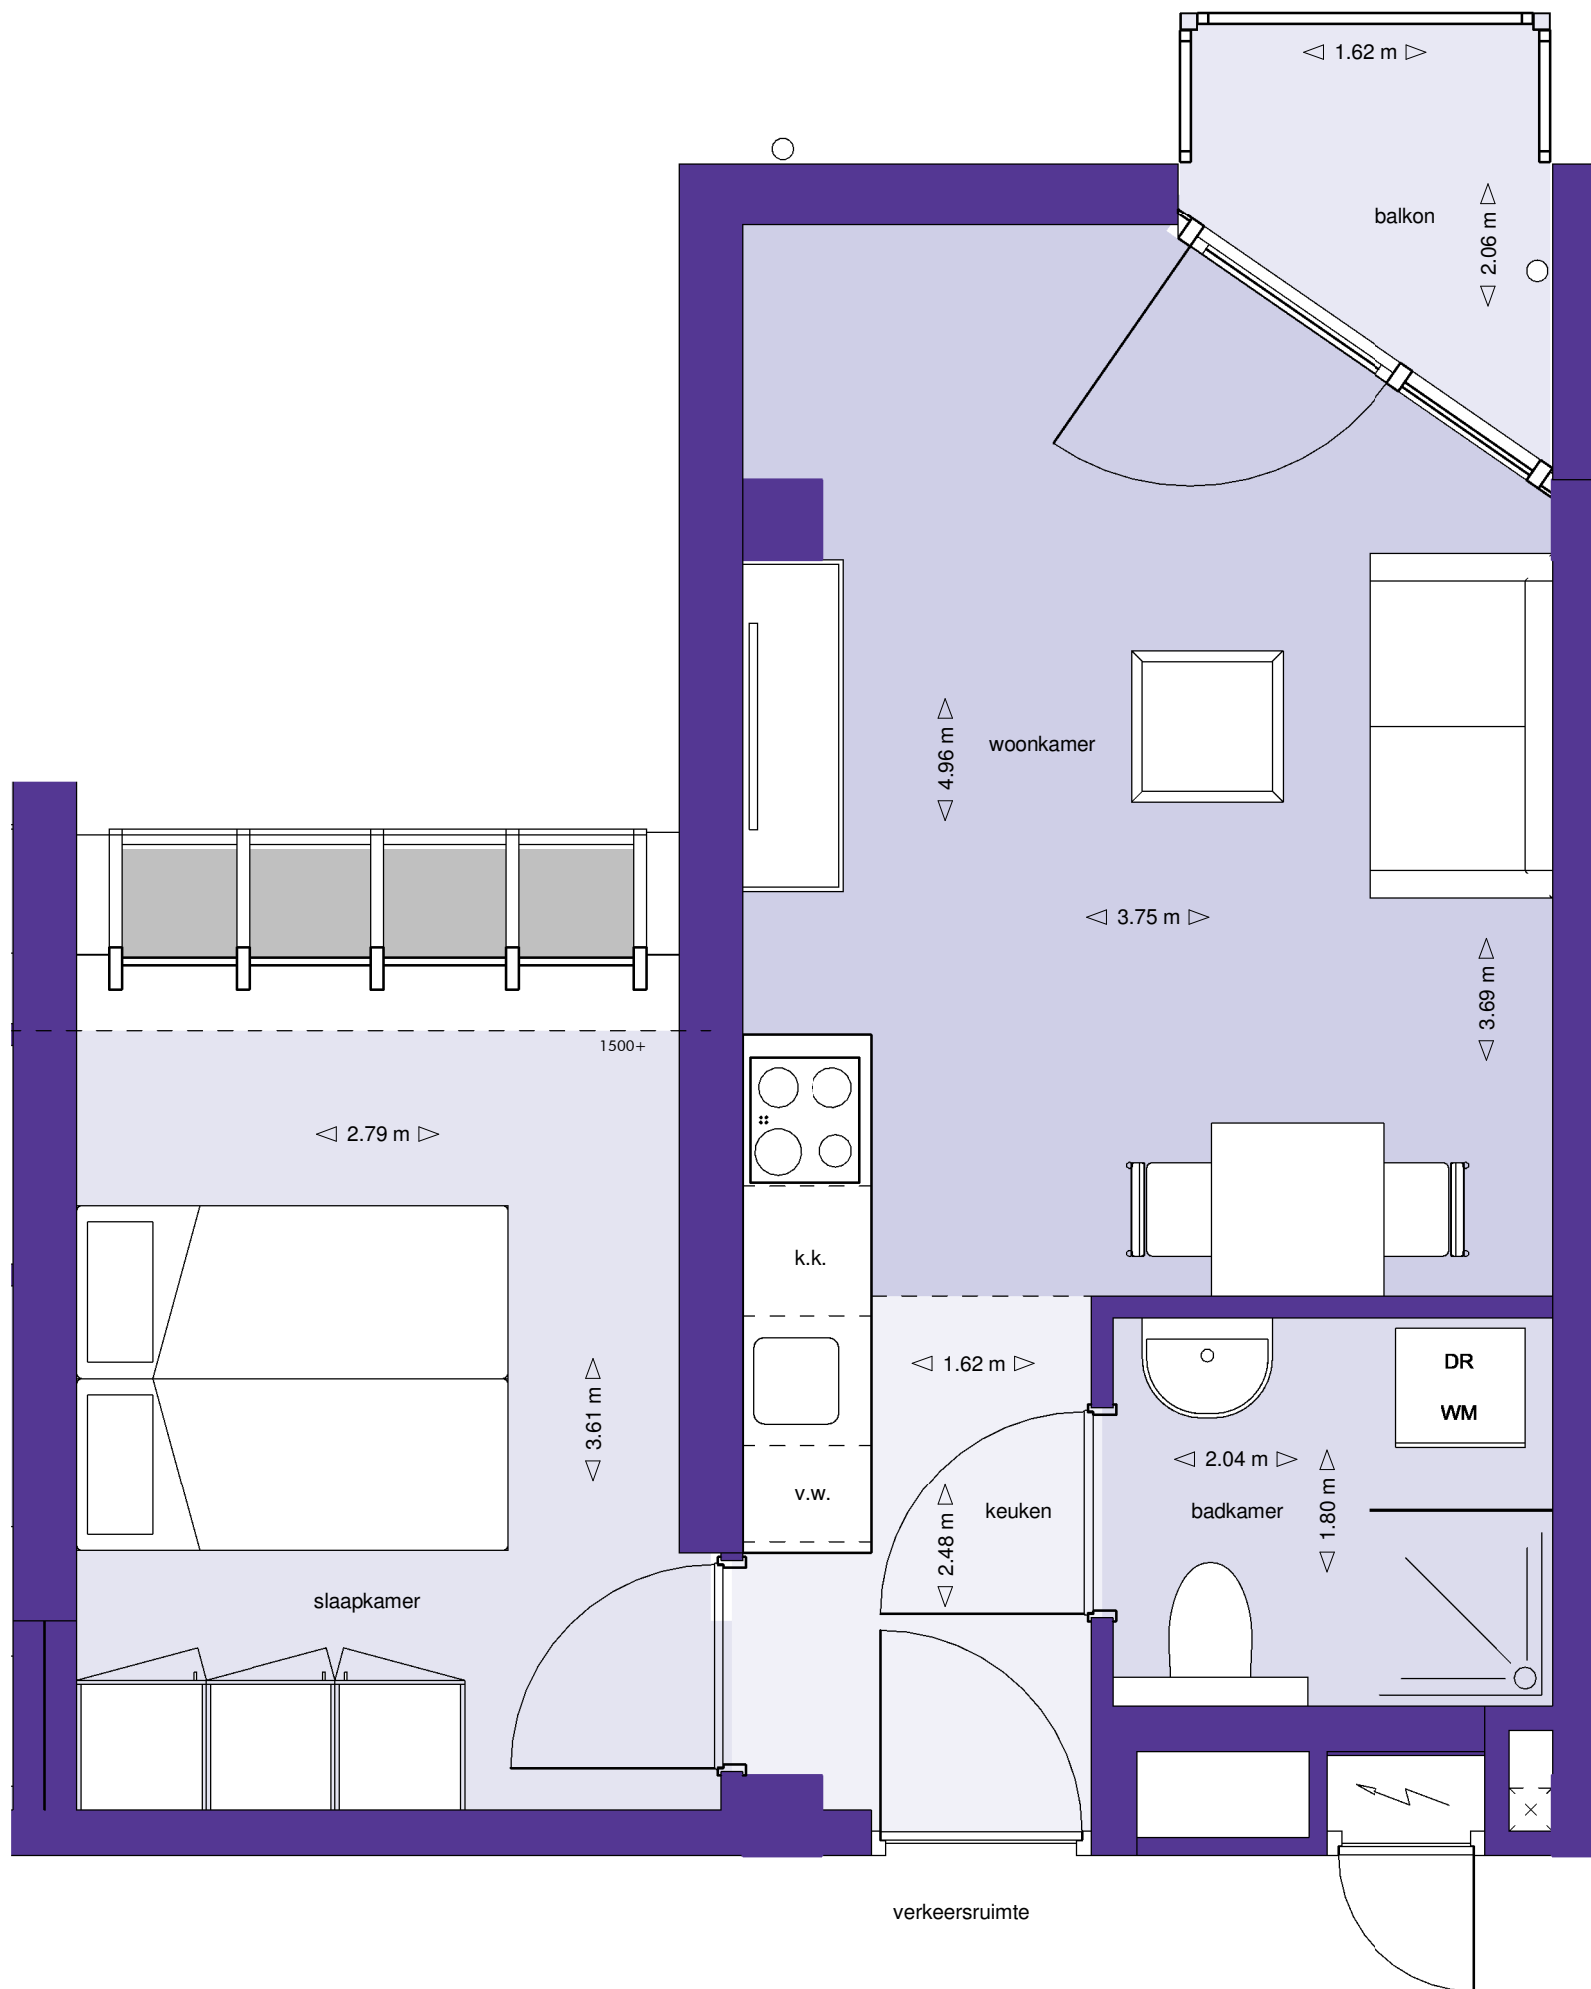 1.62 m
balkon
2.06 m
4.96 m
woonkamer
3.75 m
3.69 m
1500+
2.79 m
k.k.
1.62 m
DR
WM
3.61 m
2.04 m
1.80 m
v.w.
2.48 m
keuken
badkamer
slaapkamer
verkeersruimte